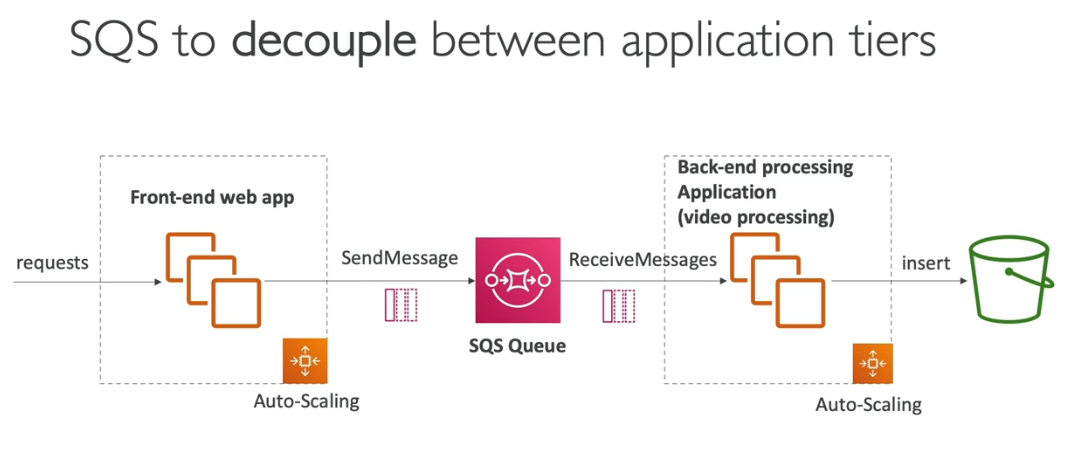 SQS to decouple between application tiers
Front-end web app
requests
Auto-Scaling
SendMessage
SQS Queue
ReceiveMessages
Back-end processing
Application
(video processing)
Auto-Scaling
insert